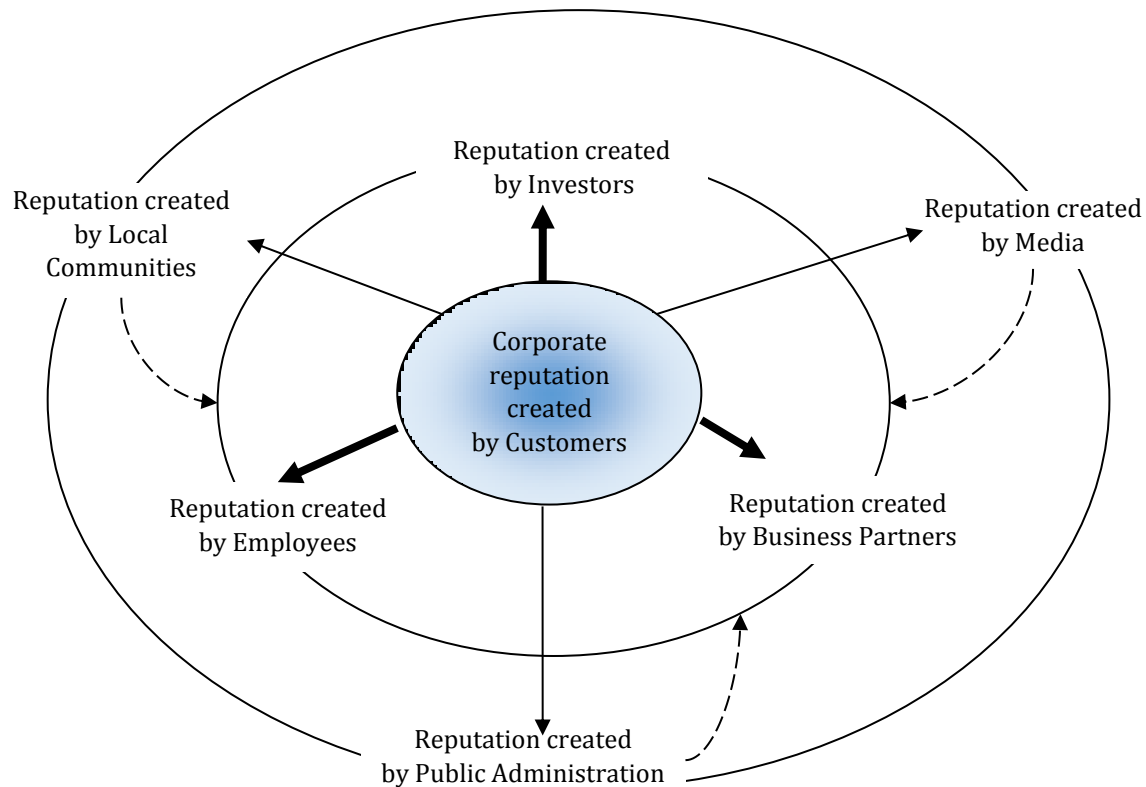 Reputation created
by Investors
Reputation created
by Local
Communities
Reputation created
by Media
Corporate
reputation
created
by Customers
Reputation created
by Employees
Reputation created
by Business Partners
Reputation created
by Public Administration